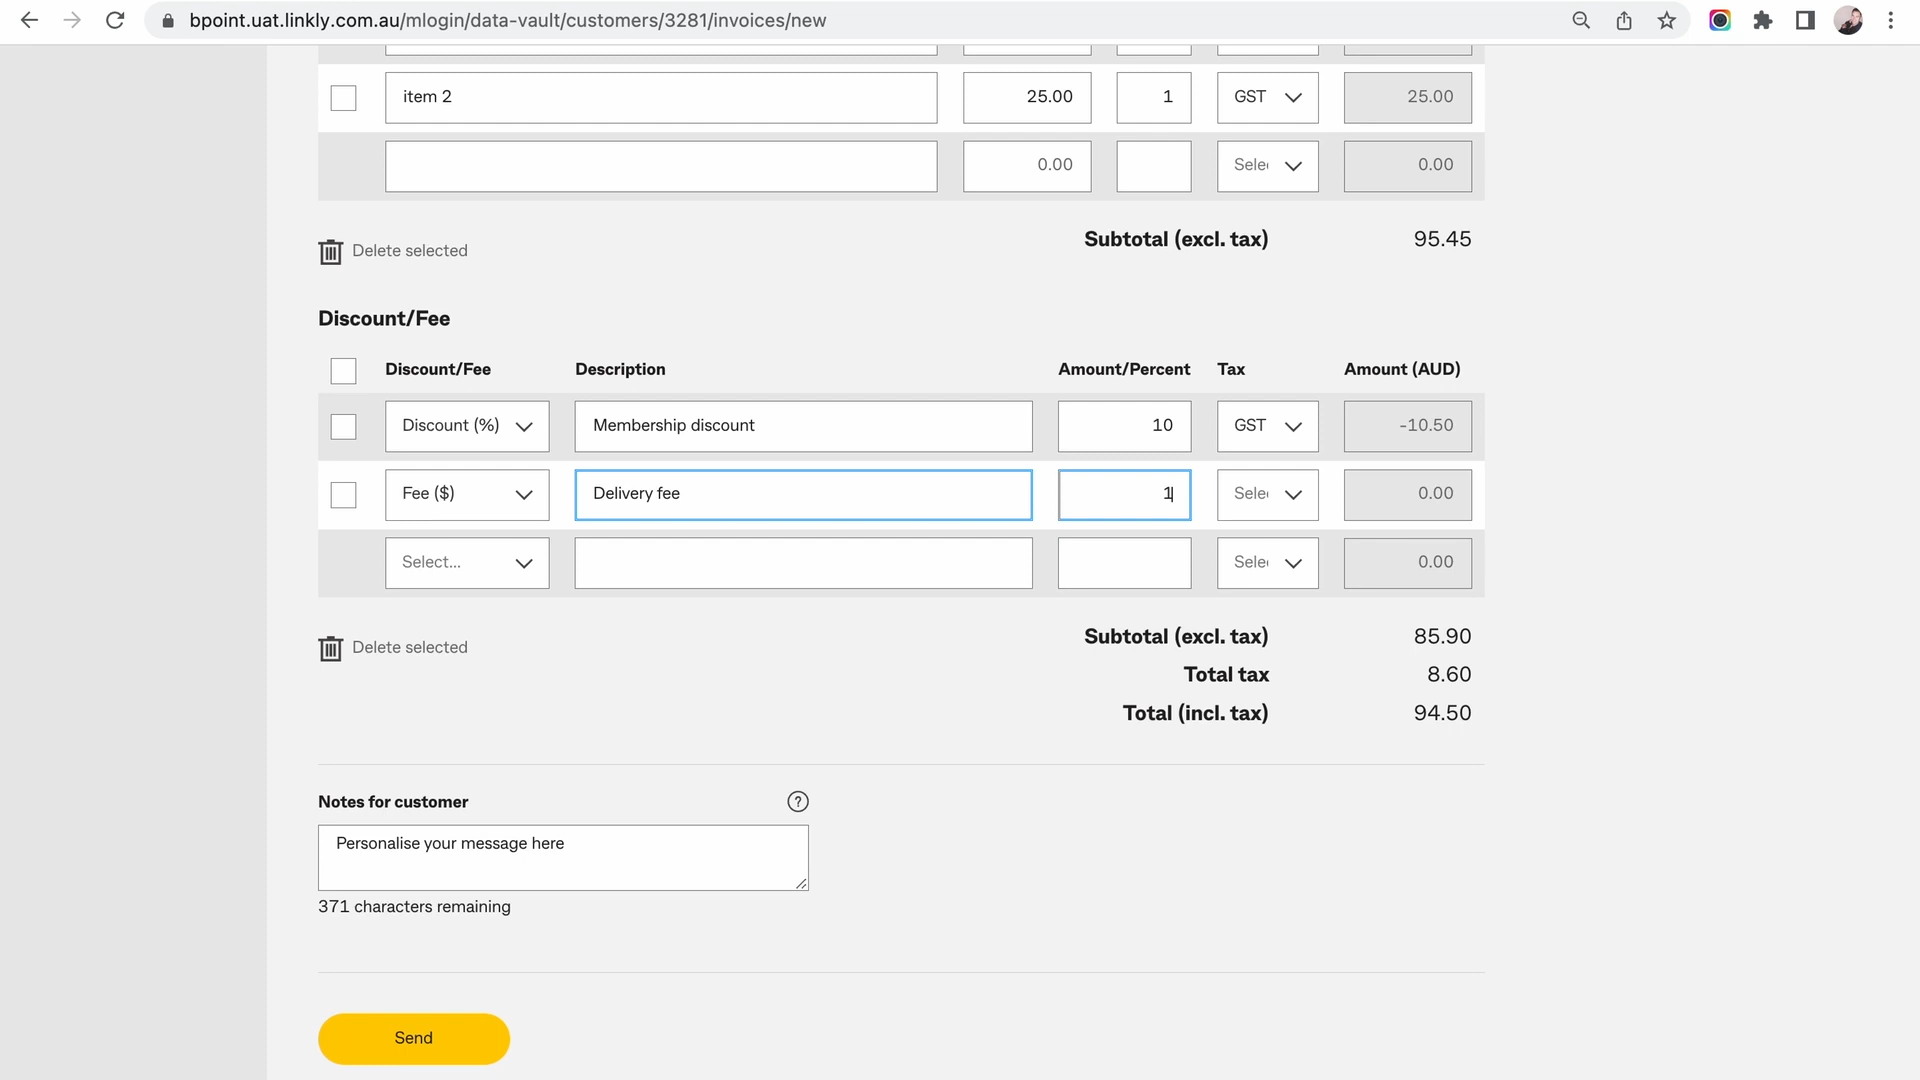 bpoint.uat.linkly.com.au/mlogin/data-vault/customers/3281/invoices/new
item 2 25.00 1 GST 25.00
0.00 Sele 0.00
Delete selected
Subtotal (excl. tax) 95.45
Discount/Fee
Discount/Fee Description Amount/Percent Tax Amount (AUD)
Discount (%) Membership discount 10 GST -10.50
Fee ($) Delivery fee 1 Sele 0.00
Select... Sele 0.00
Delete selected
Subtotal (excl. tax) 85.90
Total tax 8.60
Total (incl. tax) 94.50
Notes for customer ?
Personalise your message here
371 characters remaining
Send